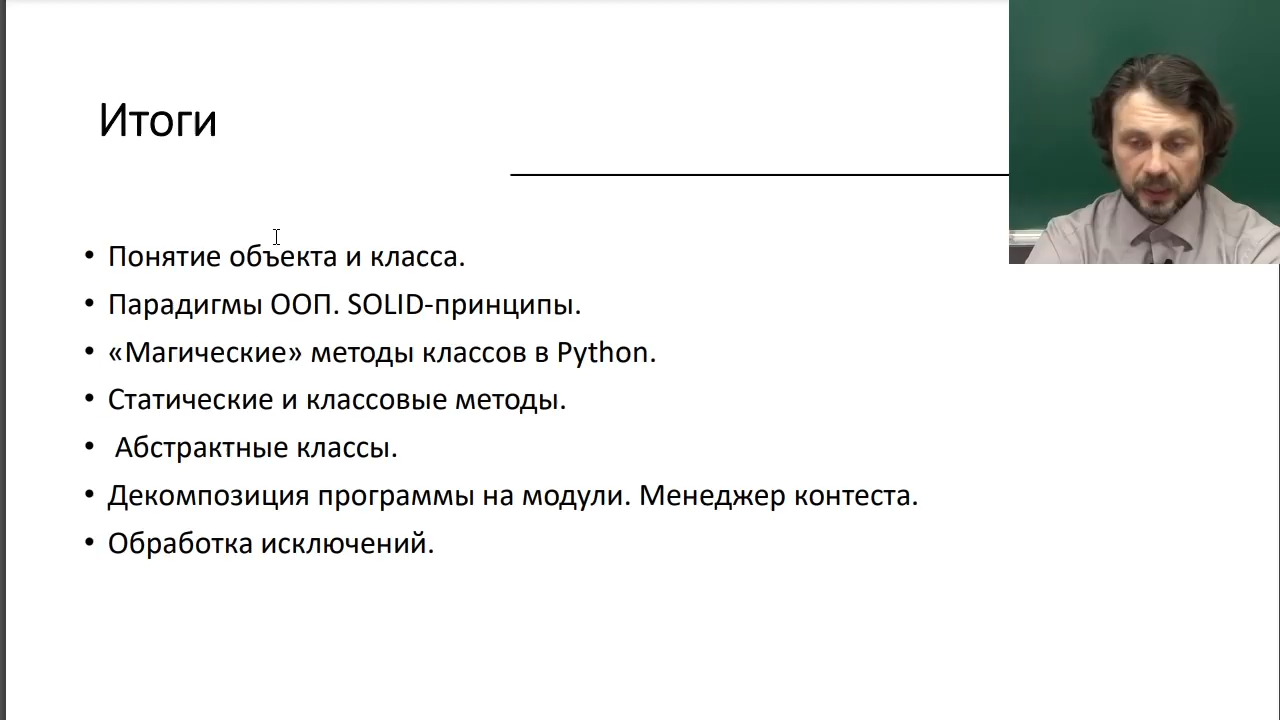 Итоги
• Понятие объекта и класса.
• Парадигмы ООП. SOLID-принципы.
• «Магические» методы классов в Python.
• Статические и классовые методы.
• Абстрактные классы.
• Декомпозиция программы на модули. Менеджер контеста.
• Обработка исключений.